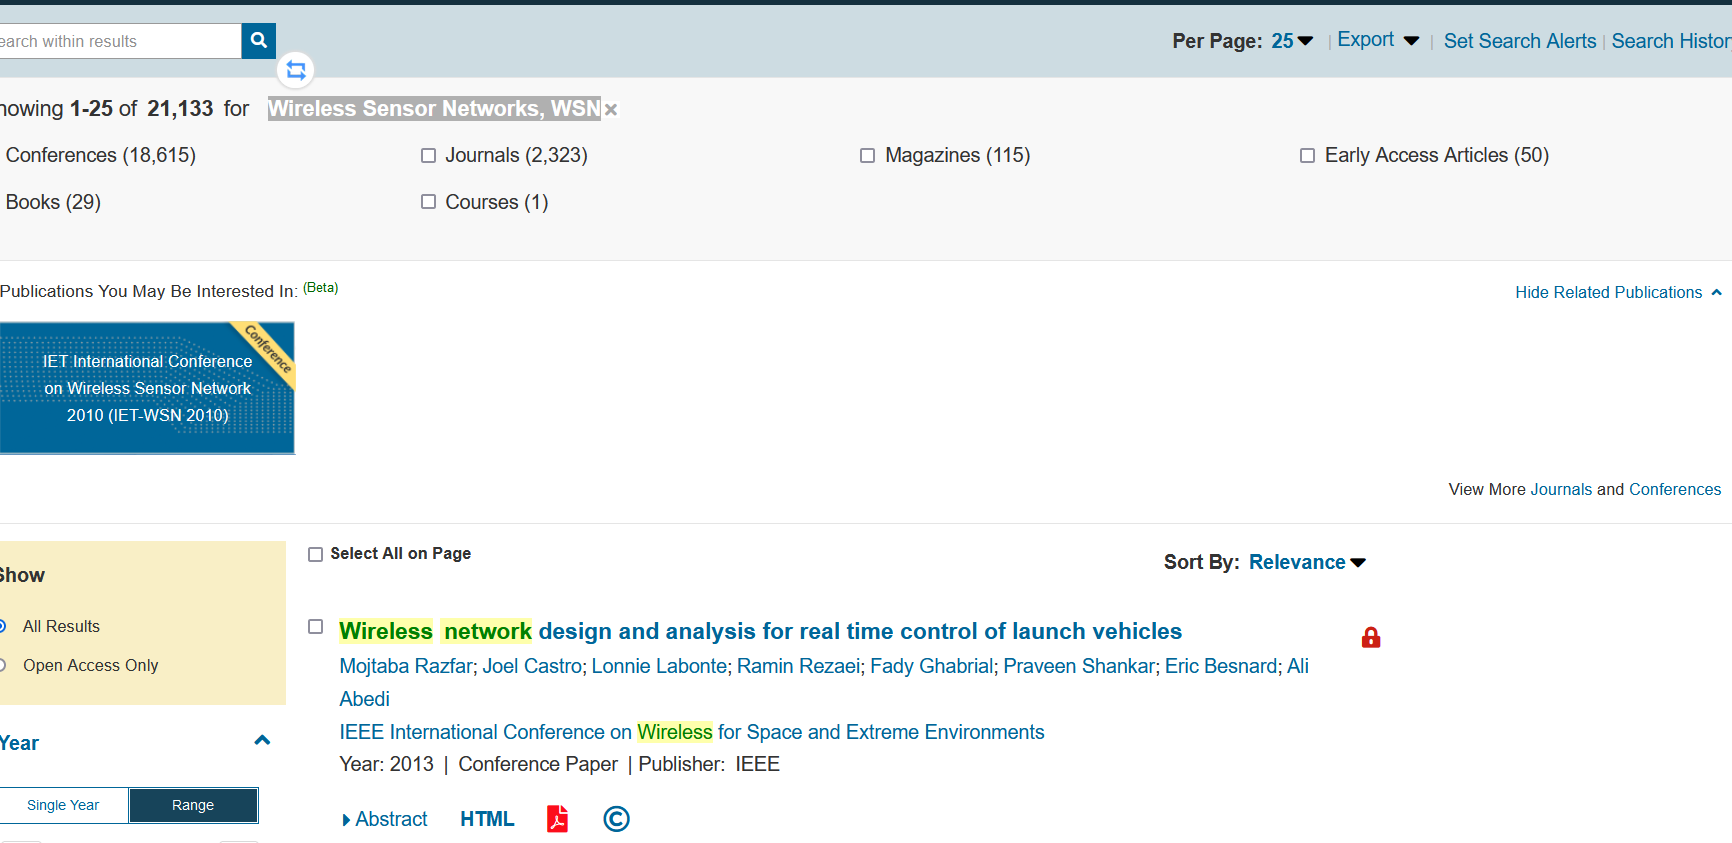 earch within results
Per Page: 25 | Export | Set Search Alerts | Search Histor
howing 1-25 of 21,133 for Wireless Sensor Networks, WSN ×
Conferences (18,615) Journals (2,323) Magazines (115) Early Access Articles (50)
Books (29) Courses (1)
Publications You May Be Interested In: (Beta)
Hide Related Publications
Conference
IET International Conference
on Wireless Sensor Network
2010 (IET-WSN 2010)
View More Journals and Conferences
Show
All Results
Open Access Only
Year
Single Year Range
Select All on Page
Sort By: Relevance
Wireless network design and analysis for real time control of launch vehicles
Mojtaba Razfar; Joel Castro; Lonnie Labonte; Ramin Rezaei; Fady Ghabrial; Praveen Shankar; Eric Besnard; Ali
Abedi
IEEE International Conference on Wireless for Space and Extreme Environments
Year: 2013 | Conference Paper | Publisher: IEEE
Abstract HTML ©